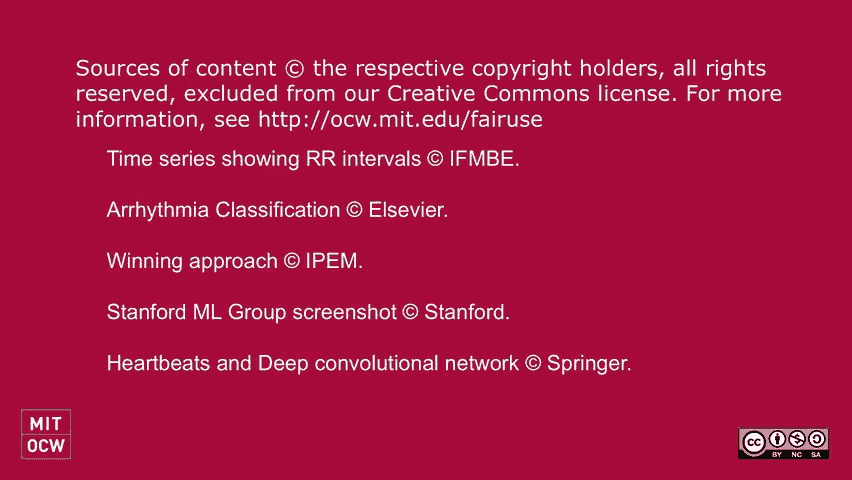 Sources of content © the respective copyright holders, all rights
reserved, excluded from our Creative Commons license. For more
information, see http://ocw.mit.edu/fairuse
Time series showing RR intervals © IFMBE.
Arrhythmia Classification © Elsevier.
Winning approach © IPEM.
Stanford ML Group screenshot © Stanford.
Heartbeats and Deep convolutional network © Springer.
MIT
OCW
cc
BY NC SA